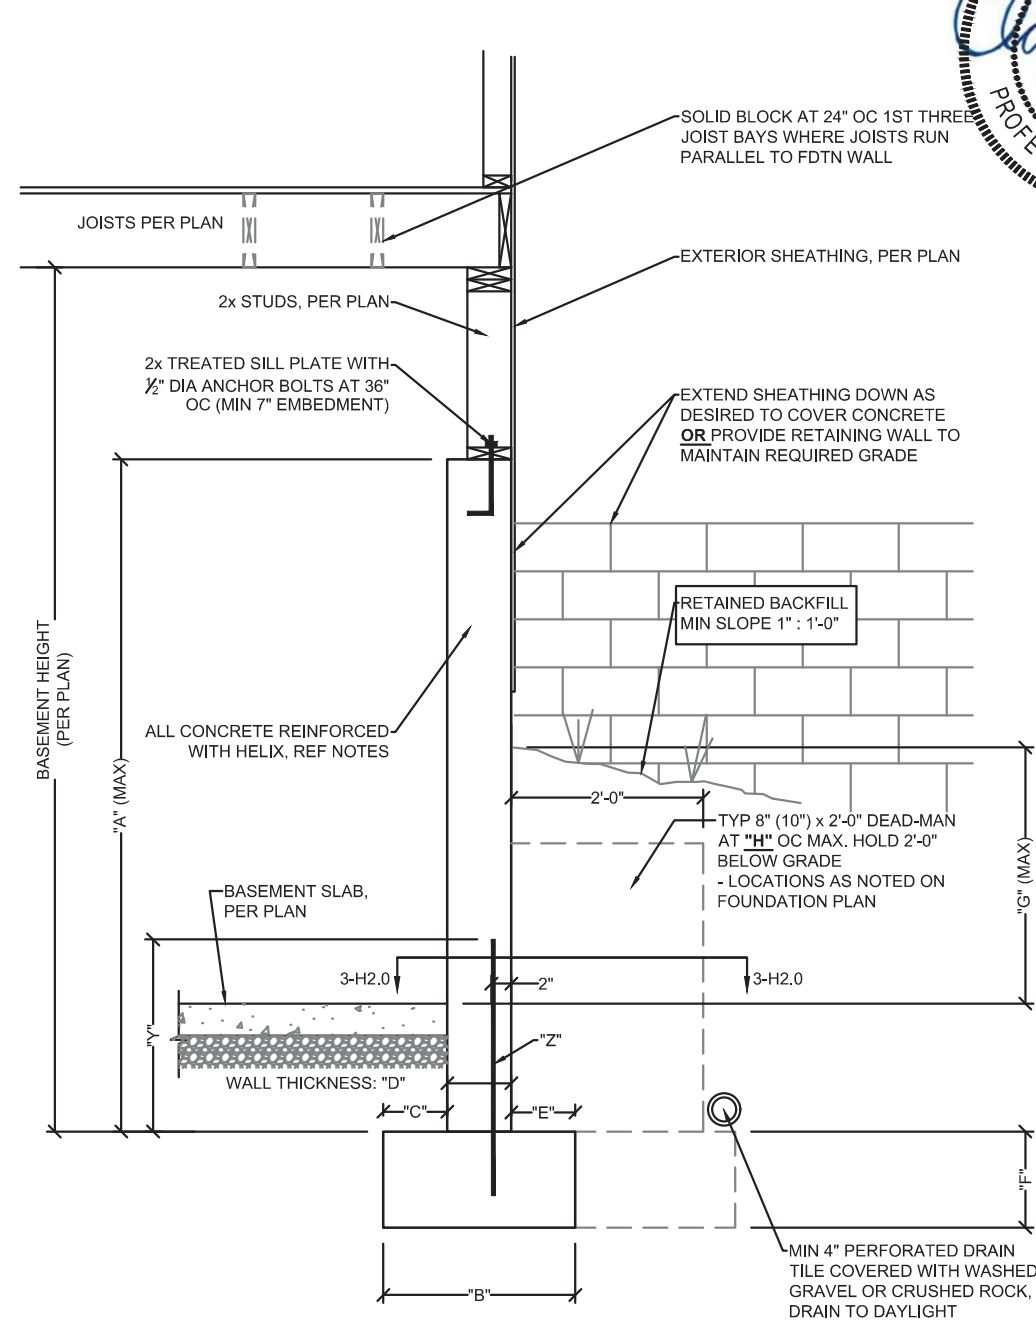 PROFE
SOLID BLOCK AT 24" OC 1ST THREE
JOIST BAYS WHERE JOISTS RUN
PARALLEL TO FDTN WALL
JOISTS PER PLAN
EXTERIOR SHEATHING, PER PLAN
2x STUDS, PER PLAN
2x TREATED SILL PLATE WITH
½" DIA ANCHOR BOLTS AT 36"
OC (MIN 7" EMBEDMENT)
EXTEND SHEATHING DOWN AS
DESIRED TO COVER CONCRETE
OR PROVIDE RETAINING WALL TO
MAINTAIN REQUIRED GRADE
RETAINED BACKFILL
MIN SLOPE 1" : 1'-0"
BASEMENT HEIGHT
(PER PLAN)
"A" (MAX)
ALL CONCRETE REINFORCED
WITH HELIX, REF NOTES
2'-0"
TYP 8" (10") x 2'-0" DEAD-MAN
AT "H" OC MAX. HOLD 2'-0"
BELOW GRADE
- LOCATIONS AS NOTED ON
FOUNDATION PLAN
"G" (MAX)
BASEMENT SLAB,
PER PLAN
3-H2.0
2"
3-H2.0
"Y"
"Z"
WALL THICKNESS: "D"
"C"
"E"
"F"
"B"
MIN 4" PERFORATED DRAIN
TILE COVERED WITH WASHED
GRAVEL OR CRUSHED ROCK,
DRAIN TO DAYLIGHT